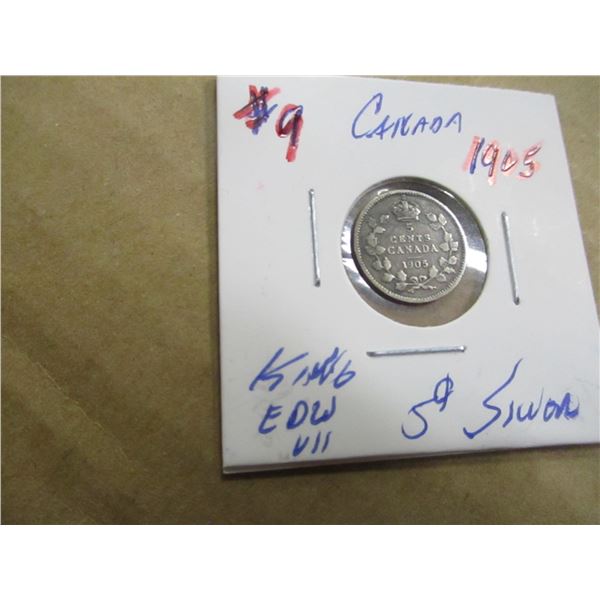 #9
CANADA
1905
5
CENTS
CANADA
1905
KING
EDW
VII
5¢ Silver